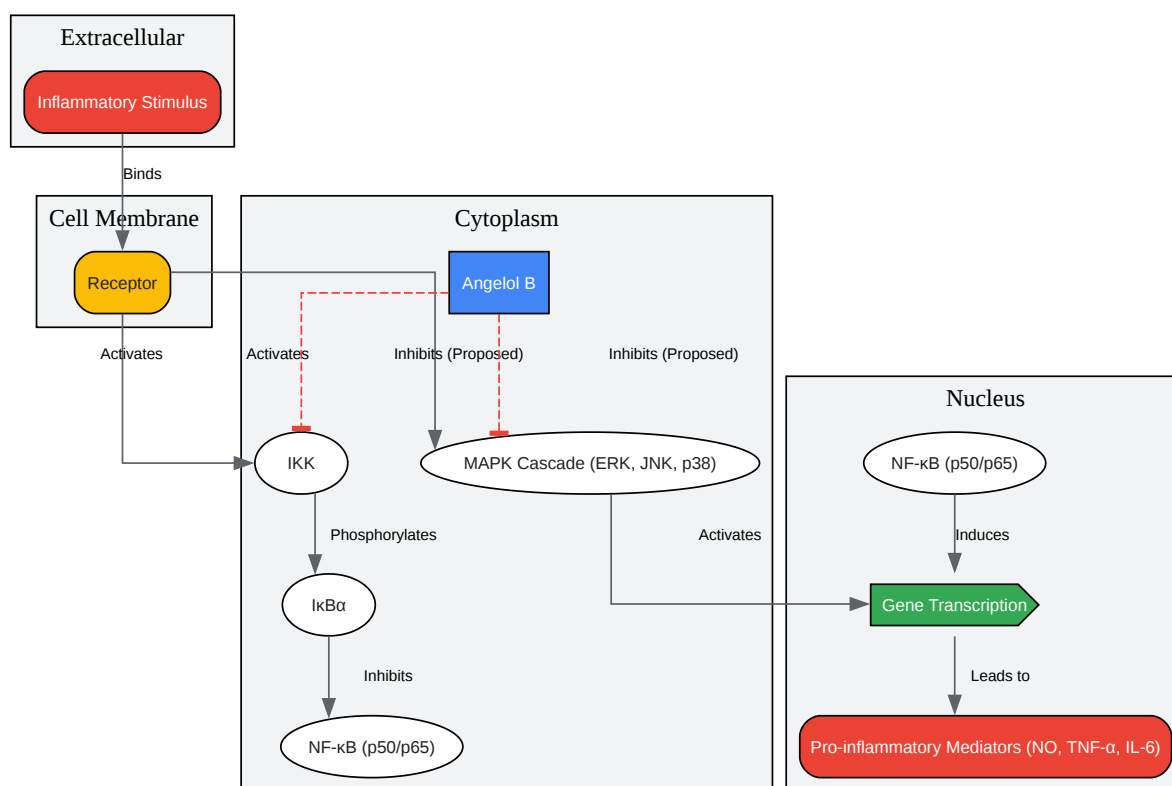 Extracellular
Inflammatory Stimulus
Binds
Cell Membrane
Cytoplasm
Receptor
Angelol B
Activates
Activates
Inhibits (Proposed)
Inhibits (Proposed)
Nucleus
IKK
MAPK Cascade (ERK, JNK, p38)
NF-κB (p50/p65)
Phosphorylates
Activates
Induces
IκBα
Gene Transcription
Inhibits
Leads to
NF-κB (p50/p65)
Pro-inflammatory Mediators (NO, TNF-α, IL-6)